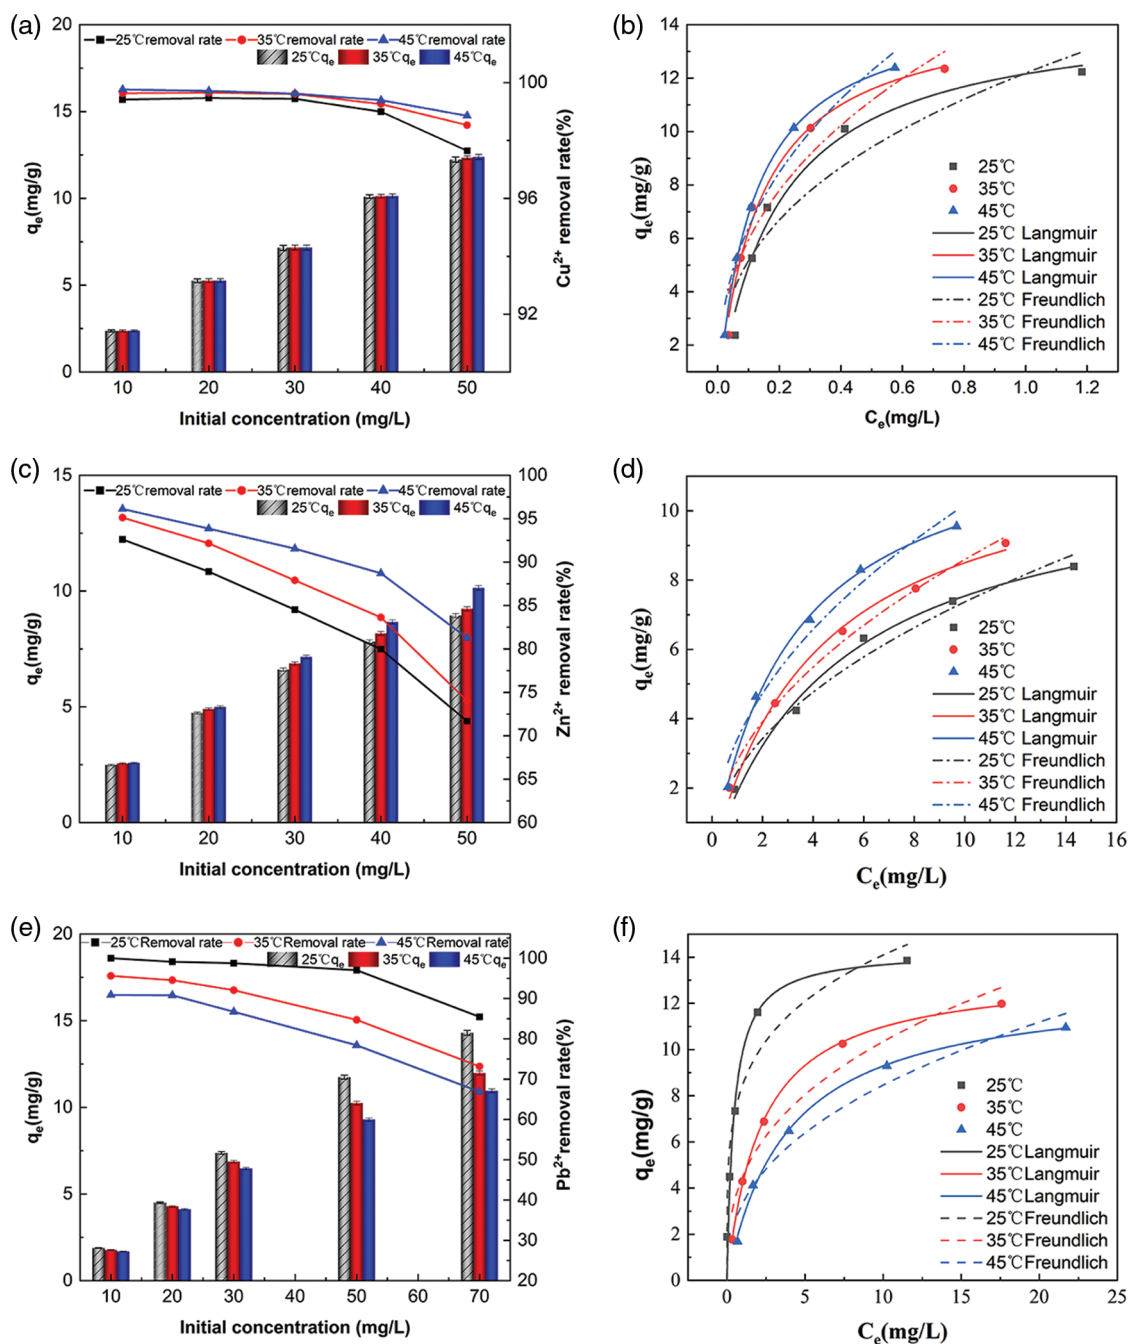 (a)
25℃removal rate 35℃removal rate 45℃removal rate
25℃qe 35℃qe 45℃qe
20
15
10
5
0
qe(mg/g)
100
98
96
94
92
Cu2+ removal rate(%)
10 20 30 40 50
Initial concentration (mg/L)
(b)
14
12
10
8
6
4
2
qe(mg/g)
25℃
35℃
45℃
25℃ Langmuir
35℃ Langmuir
45℃ Langmuir
25℃ Freundlich
35℃ Freundlich
45℃ Freundlich
0.0 0.2 0.4 0.6 0.8 1.0 1.2
Ce(mg/L)
(c)
25℃removal rate 35℃removal rate 45℃removal rate
25℃qe 35℃qe 45℃qe
15
10
5
0
qe(mg/g)
100
95
90
85
80
75
70
65
60
Zn2+ removal rate(%)
10 20 30 40 50
Initial concentration (mg/L)
(d)
10
8
6
4
2
qe(mg/g)
25℃
35℃
45℃
25℃ Langmuir
35℃ Langmuir
45℃ Langmuir
25℃ Freundlich
35℃ Freundlich
45℃ Freundlich
0 2 4 6 8 10 12 14 16
Ce(mg/L)
(e)
25℃Removal rate 35℃Removal rate 45℃Removal rate
25℃qe 35℃qe 45℃qe
20
15
10
5
0
qe(mg/g)
100
90
80
70
60
50
40
30
20
Pb2+removal rate(%)
10 20 30 40 50 60 70
Initial concentration (mg/L)
(f)
14
12
10
8
6
4
2
0
qe(mg/g)
25℃
35℃
45℃
25℃Langmuir
35℃Langmuir
45℃Langmuir
25℃Freundlich
35℃Freundlich
45℃Freundlich
0 5 10 15 20 25
Ce(mg/L)